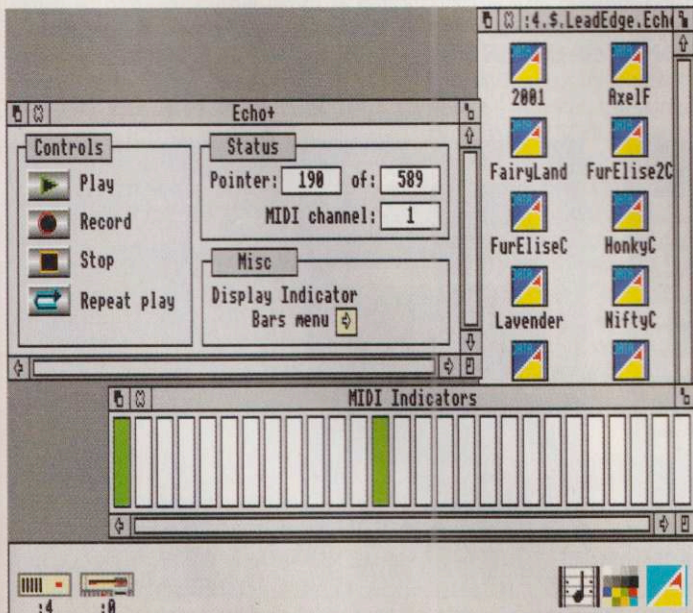 :4.$.LeadEdge.Ech
2001 AxelF
FairyLand FurElise2C
FurEliseC HonkyC
Lavender NiftyC
Echo+
Controls
Play
Record
Stop
Repeat play
Status
Pointer: 190 of: 589
MIDI channel: 1
Misc
Display Indicator
Bars menu
MIDI Indicators
:4 :0